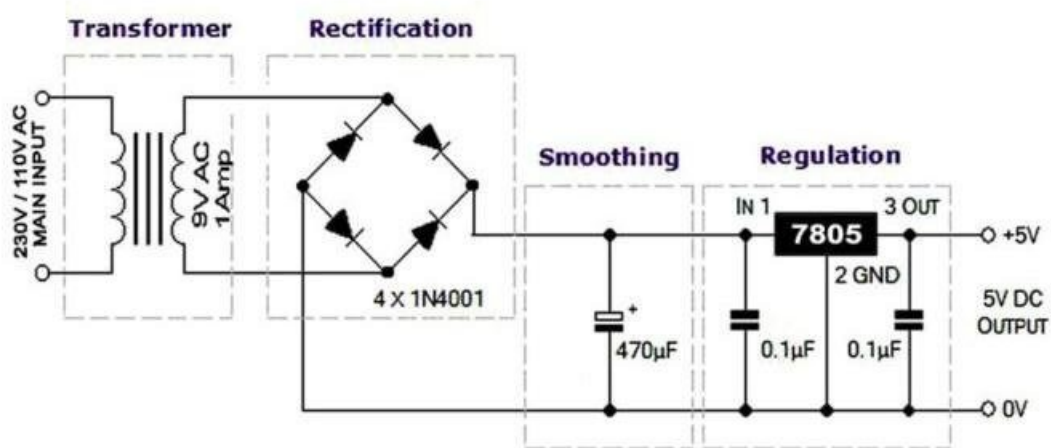 Transformer
Rectification
230V / 110V AC
MAIN INPUT
9V AC
1Amp
4 X 1N4001
Smoothing
Regulation
IN 1
7805
3 OUT
2 GND
+5V
+
470µF
0.1µF
0.1µF
5V DC
OUTPUT
0V